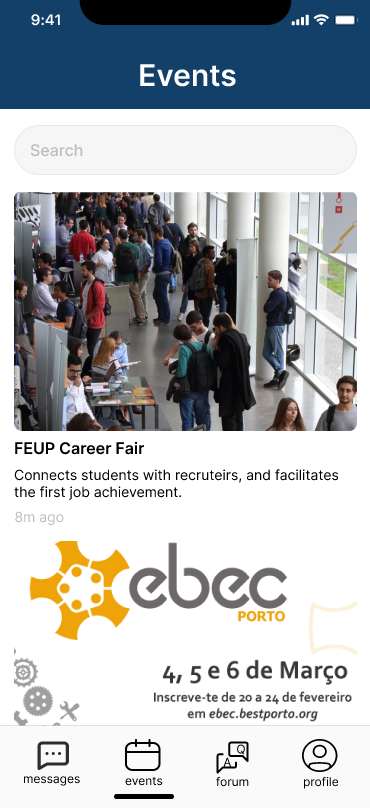 9:41
Events
Search
FEUP Career Fair
Connects students with recruteirs, and facilitates
the first job achievement.
8m ago
ebec
PORTO
4, 5 e 6 de Março
Inscreve-te de 20 a 24 de fevereiro
em ebec.bestporto.org
Q
A
messages
events
forum
profile